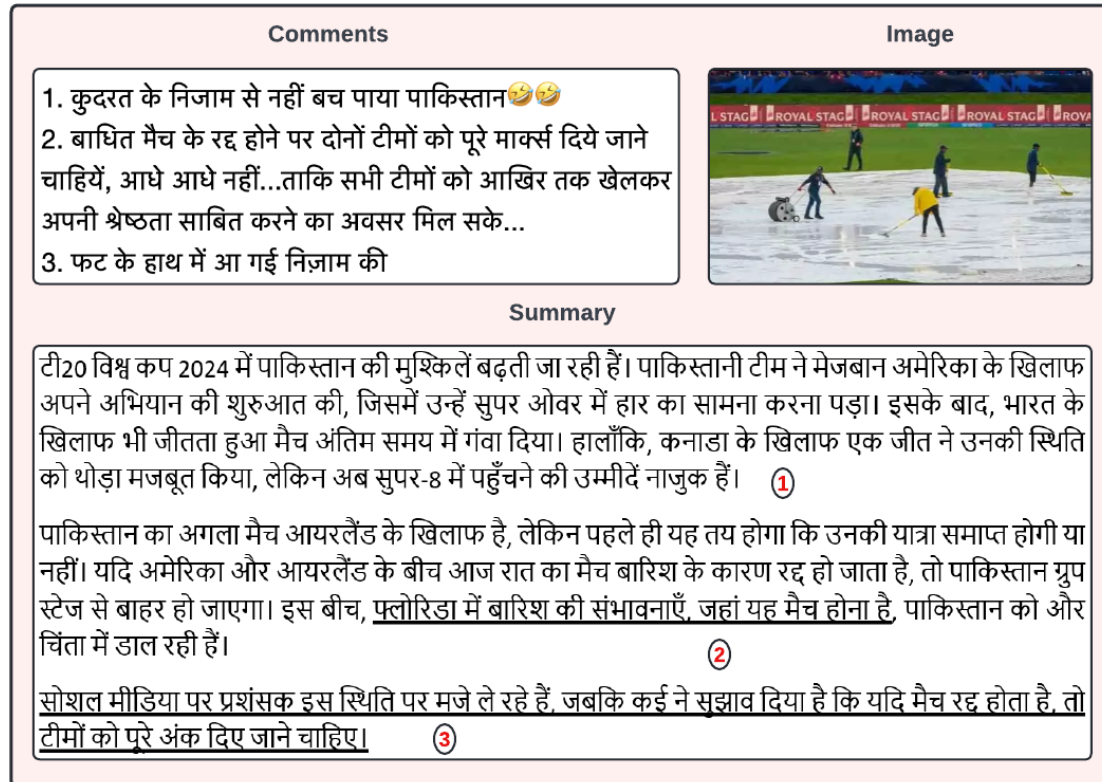 Comments
Image
1. कुदरत के निजाम से नहीं बच पाया पाकिस्तान🤣🤣
2. बाधित मैच के रद्द होने पर दोनों टीमों को पूरे मार्क्स दिये जाने
चाहियें, आधे आधे नहीं...ताकि सभी टीमों को आखिर तक खेलकर
अपनी श्रेष्ठता साबित करने का अवसर मिल सके...
3. फट के हाथ में आ गई निज़ाम की
L STAG ROYAL STAG ROYAL STAG ROYAL STAG ROYA
Summary
टी20 विश्व कप 2024 में पाकिस्तान की मुश्किलें बढ़ती जा रही हैं। पाकिस्तानी टीम ने मेजबान अमेरिका के खिलाफ
अपने अभियान की शुरुआत की, जिसमें उन्हें सुपर ओवर में हार का सामना करना पड़ा। इसके बाद, भारत के
खिलाफ भी जीतता हुआ मैच अंतिम समय में गंवा दिया। हालाँकि, कनाडा के खिलाफ एक जीत ने उनकी स्थिति
को थोड़ा मजबूत किया, लेकिन अब सुपर-8 में पहुँचने की उम्मीदें नाजुक हैं। 1
पाकिस्तान का अगला मैच आयरलैंड के खिलाफ है, लेकिन पहले ही यह तय होगा कि उनकी यात्रा समाप्त होगी या
नहीं। यदि अमेरिका और आयरलैंड के बीच आज रात का मैच बारिश के कारण रद्द हो जाता है, तो पाकिस्तान ग्रुप
स्टेज से बाहर हो जाएगा। इस बीच, फ्लोरिडा में बारिश की संभावनाएँ, जहां यह मैच होना है, पाकिस्तान को और
चिंता में डाल रही हैं।
2
सोशल मीडिया पर प्रशंसक इस स्थिति पर मजे ले रहे हैं, जबकि कई ने सुझाव दिया है कि यदि मैच रद्द होता है, तो
टीमों को पूरे अंक दिए जाने चाहिए। 3